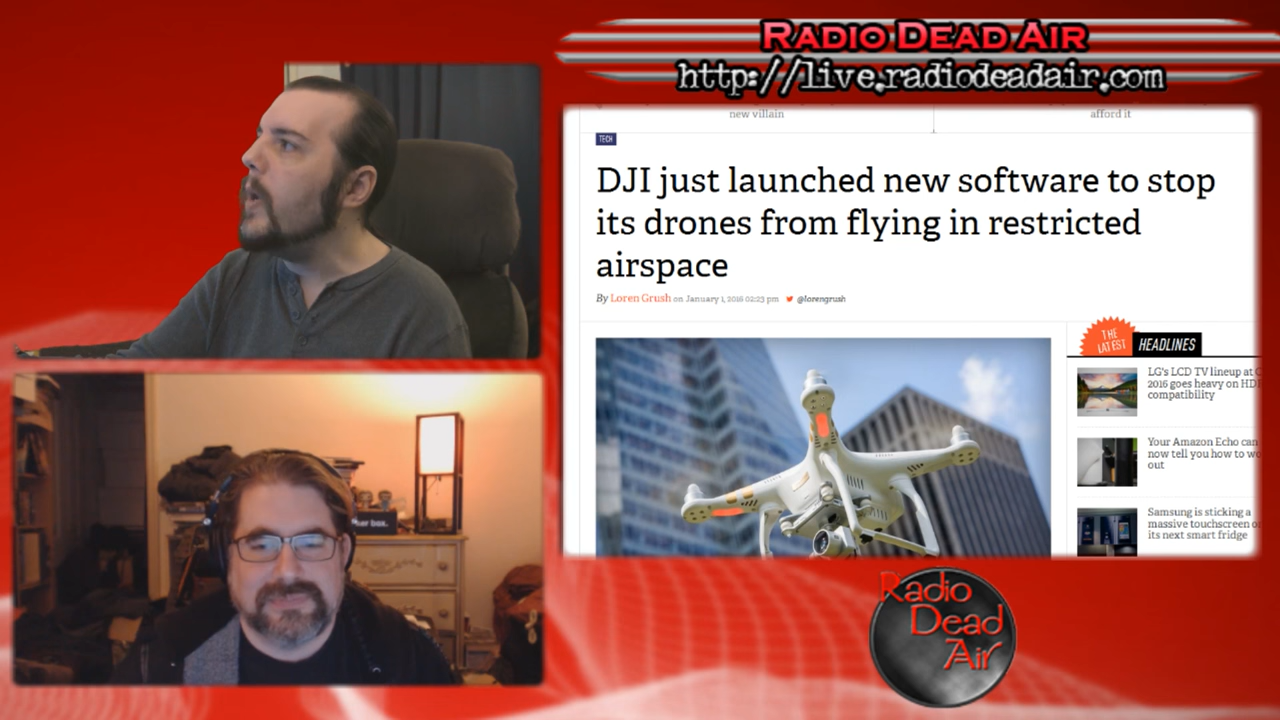 RADIO DEAD AIR
http://live.radiodeadair.com
new villain
afford it
TECH
DJI just launched new software to stop
its drones from flying in restricted
airspace
By Loren Grush on January 1, 2016 02:23 pm @lorengrush
THE
LATEST
HEADLINES
LG's LCD TV lineup at
2016 goes heavy on HD
compatibility
Your Amazon Echo can
now tell you how to wo
out
Samsung is sticking a
massive touchscreen o
its next smart fridge
box.
Radio
Dead
Air